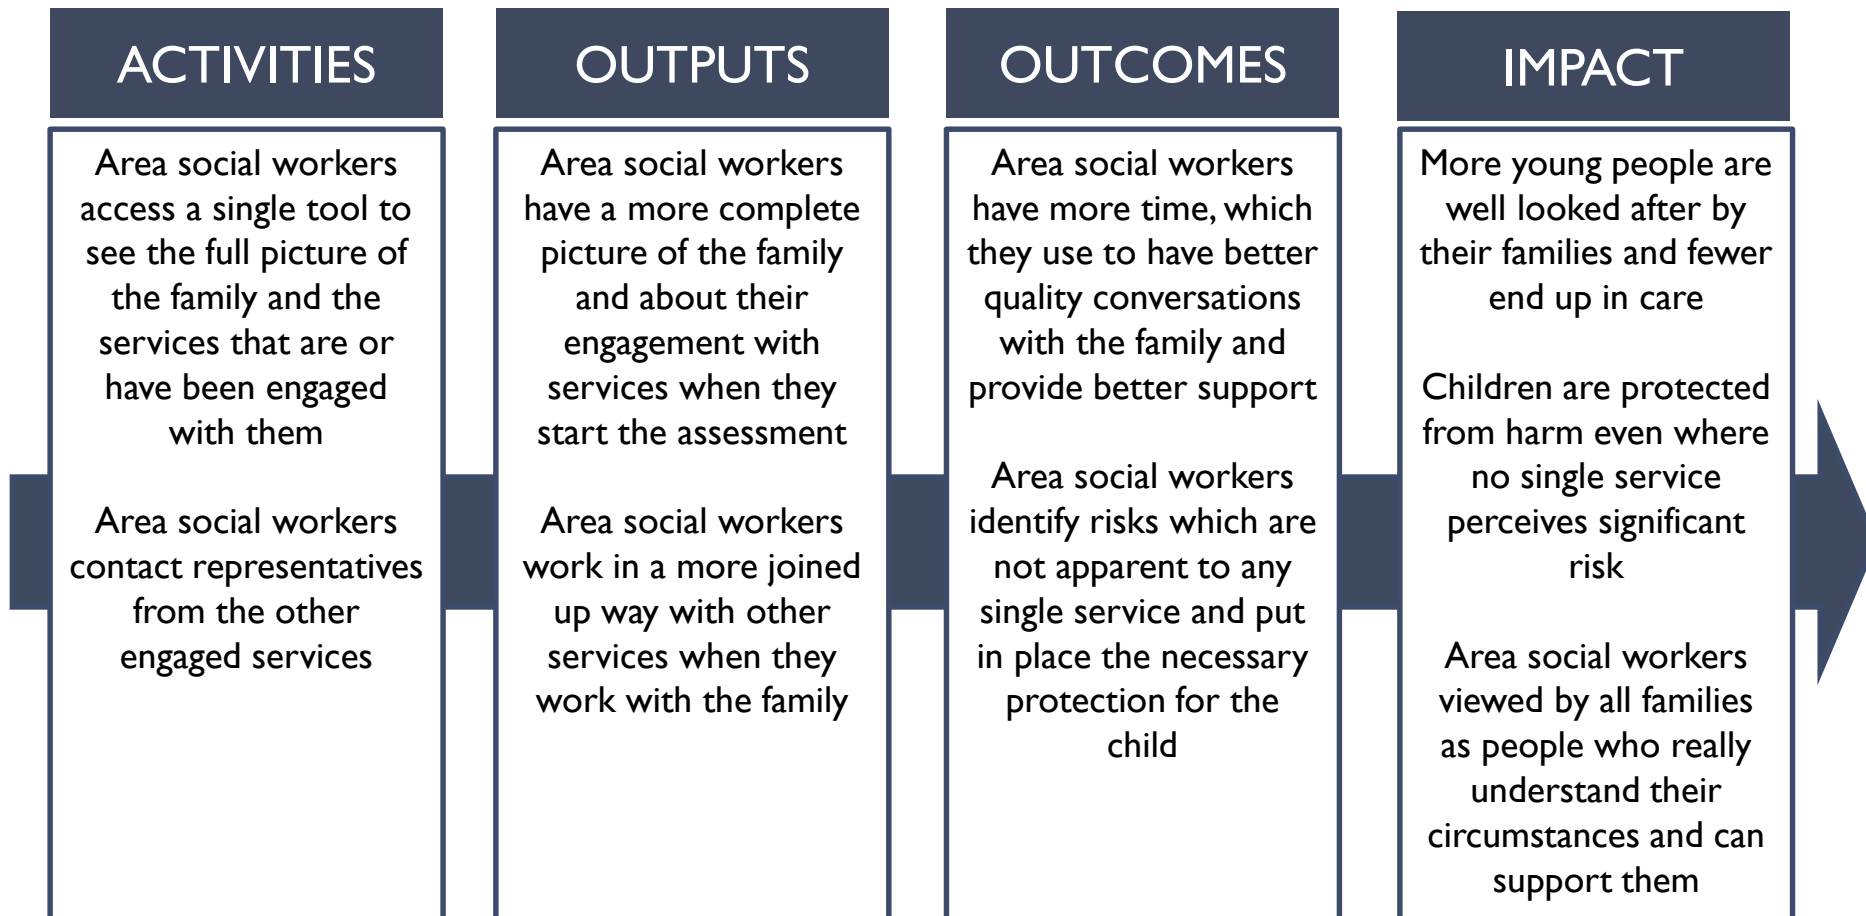 ACTIVITIES
Area social workers
access a single tool to
see the full picture of
the family and the
services that are or
have been engaged
with them
Area social workers
contact representatives
from the other
engaged services
OUTPUTS
Area social workers
have a more complete
picture of the family
and about their
engagement with
services when they
start the assessment
Area social workers
work in a more joined
up way with other
services when they
work with the family
OUTCOMES
Area social workers
have more time, which
they use to have better
quality conversations
with the family and
provide better support
Area social workers
identify risks which are
not apparent to any
single service and put
in place the necessary
protection for the
child
IMPACT
More young people are
well looked after by
their families and fewer
end up in care
Children are protected
from harm even where
no single service
perceives significant
risk
Area social workers
viewed by all families
as people who really
understand their
circumstances and can
support them